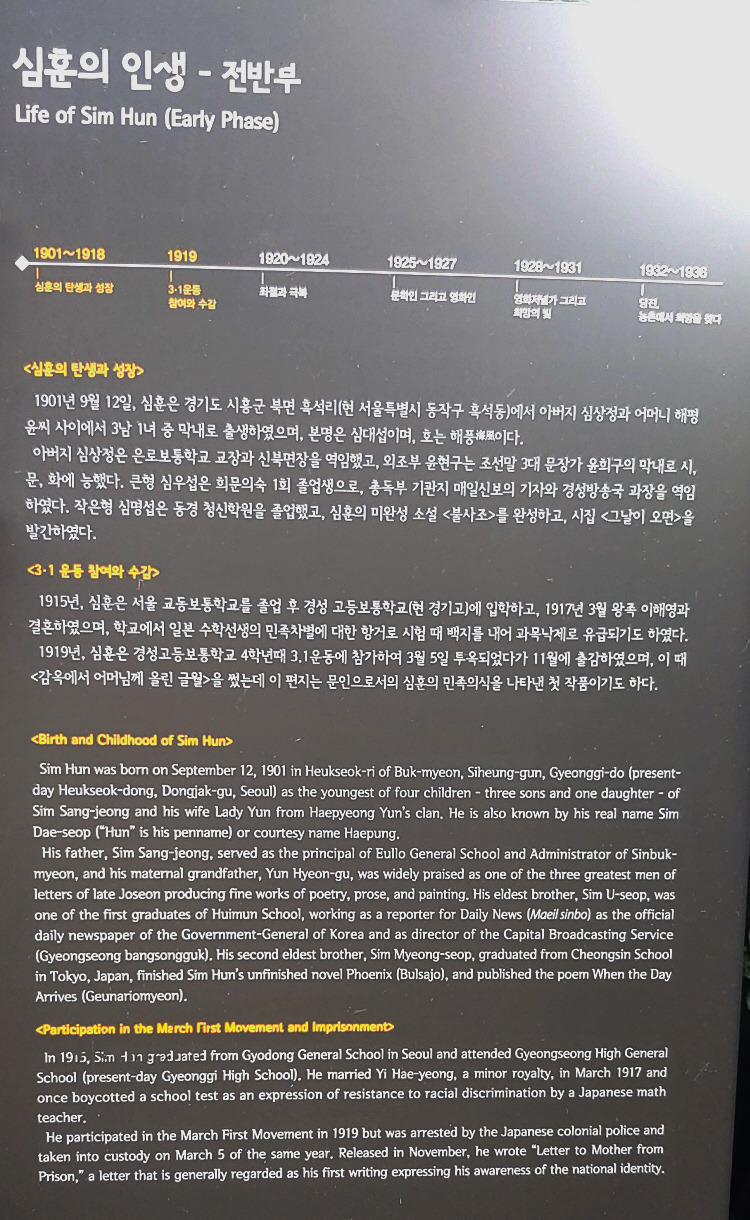 심훈의 인생 - 전반부
Life of Sim Hun (Early Phase)
1901~1918
1919
1920~1924
1925~1927
1928~1931
1932~1936
심훈의 탄생과 성장
3·1운동
참여와 수감
좌절과 극복
문학인 그리고 영화인
영화저널가 그리고
희망의 빛
당진,
농촌에서 희망을 찾다
<심훈의 탄생과 성장>
1901년 9월 12일, 심훈은 경기도 시흥군 북면 흑석리(현 서울특별시 동작구 흑석동)에서 아버지 심상정과 어머니 해평
윤씨 사이에서 3남 1녀 중 막내로 출생하였으며, 본명은 심대섭이며, 호는 해풍海風이다.
아버지 심상정은 은로보통학교 교장과 신북면장을 역임했고, 외조부 윤현구는 조선말 3대 문장가 윤희구의 막내로 시,
문, 화에 능했다. 큰형 심우섭은 희문의숙 1회 졸업생으로, 총독부 기관지 매일신보의 기자와 경성방송국 과장을 역임
하였다. 작은형 심명섭은 동경 청신학원을 졸업했고, 심훈의 미완성 소설 <불사조>를 완성하고, 시집 <그날이 오면>을
발간하였다.
<3·1 운동 참여와 수감>
1915년, 심훈은 서울 교동보통학교를 졸업 후 경성 고등보통학교(현 경기고)에 입학하고, 1917년 3월 왕족 이해영과
결혼하였으며, 학교에서 일본 수학선생의 민족차별에 대한 항거로 시험 때 백지를 내어 과목낙제로 유급되기도 하였다.
1919년, 심훈은 경성고등보통학교 4학년때 3.1운동에 참가하여 3월 5일 투옥되었다가 11월에 출감하였으며, 이 때
<감옥에서 어머님께 올린 글월>을 썼는데 이 편지는 문인으로서의 심훈의 민족의식을 나타낸 첫 작품이기도 하다.
<Birth and Childhood of Sim Hun>
Sim Hun was born on September 12, 1901 in Heukseok-ri of Buk-myeon, Siheung-gun, Gyeonggi-do (present-
day Heukseok-dong, Dongjak-gu, Seoul) as the youngest of four children - three sons and one daughter - of
Sim Sang-jeong and his wife Lady Yun from Haepyeong Yun's clan. He is also known by his real name Sim
Dae-seop ("Hun" is his penname) or courtesy name Haepung.
His father, Sim Sang-jeong, served as the principal of Eullo General School and Administrator of Sinbuk-
myeon, and his maternal grandfather, Yun Hyeon-gu, was widely praised as one of the three greatest men of
letters of late Joseon producing fine works of poetry, prose, and painting. His eldest brother, Sim U-seop, was
one of the first graduates of Huimun School, working as a reporter for Daily News (Maeil sinbo) as the official
daily newspaper of the Government-General of Korea and as director of the Capital Broadcasting Service
(Gyeongseong bangsongguk). His second eldest brother, Sim Myeong-seop, graduated from Cheongsin School
in Tokyo, Japan, finished Sim Hun's unfinished novel Phoenix (Bulsajo), and published the poem When the Day
Arrives (Geunariomyeon).
<Participation in the March First Movement and Imprisonment>
In 1915, Sim Hun graduated from Gyodong General School in Seoul and attended Gyeongseong High General
School (present-day Gyeonggi High School). He married Yi Hae-yeong, a minor royalty, in March 1917 and
once boycotted a school test as an expression of resistance to racial discrimination by a Japanese math
teacher.
He participated in the March First Movement in 1919 but was arrested by the Japanese colonial police and
taken into custody on March 5 of the same year. Released in November, he wrote "Letter to Mother from
Prison," a letter that is generally regarded as his first writing expressing his awareness of the national identity.